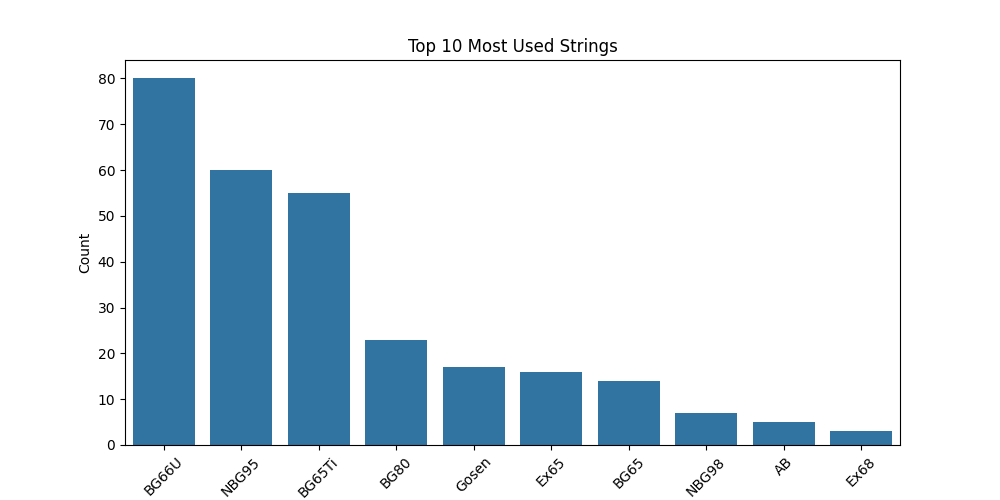 Top 10 Most Used Strings
Count
80
70
60
50
40
30
20
10
0
BG66U
NBG95
BG65Ti
BG80
Gosen
Ex65
BG65
NBG98
AB
Ex68